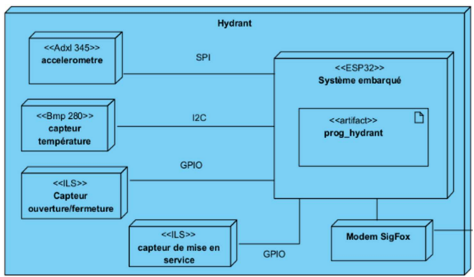 Hydrant
<<Adxl 345>>
accelerometre
SPI
<<ESP32>>
Système embarqué
<<artifact>>
prog_hydrant
<<Bmp 280>>
capteur
température
I2C
<<ILS>>
Capteur
ouverture/fermeture
GPIO
<<ILS>>
capteur de mise en
service
GPIO
Modem SigFox